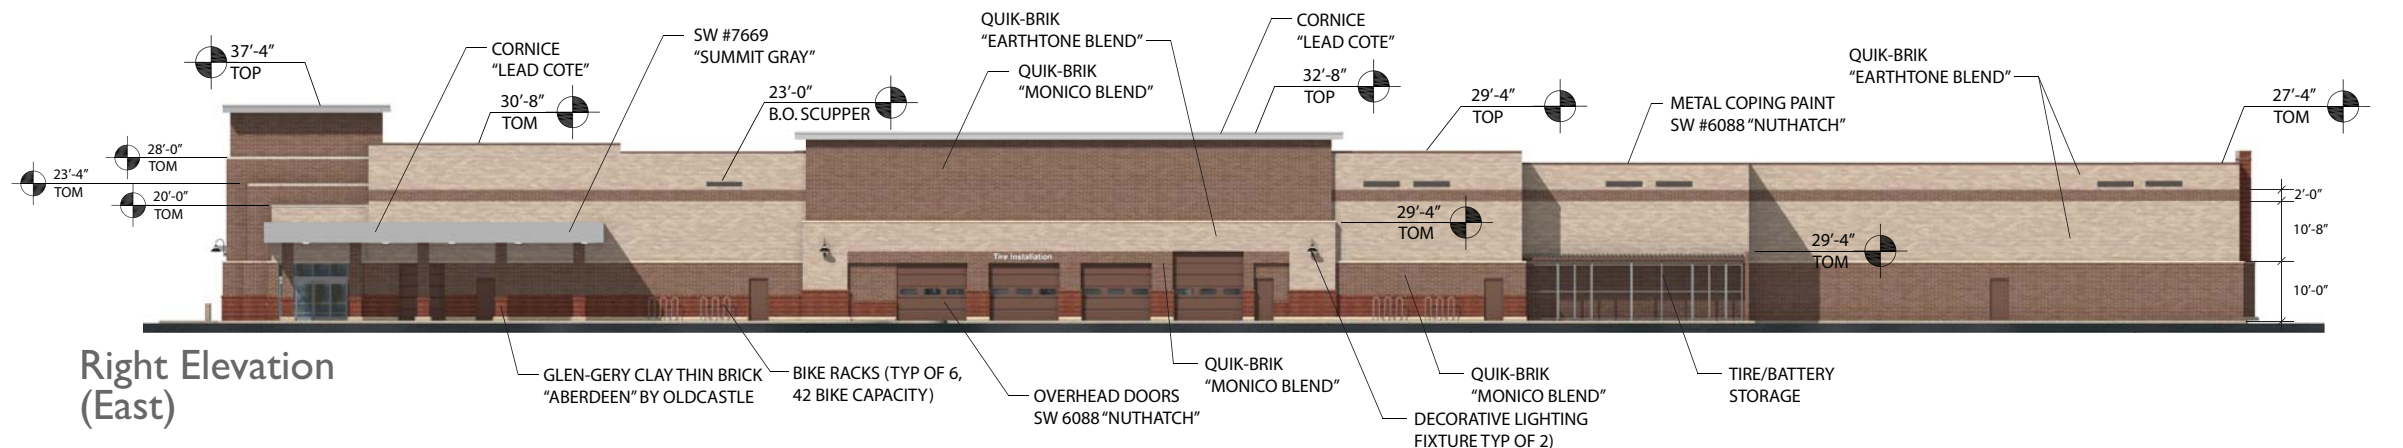 37'-4"
TOP
CORNICE
"LEAD COTE"
SW #7669
"SUMMIT GRAY"
QUIK-BRIK
"EARTHTONE BLEND"
CORNICE
"LEAD COTE"
QUIK-BRIK
"MONICO BLEND"
QUIK-BRIK
"EARTHTONE BLEND"
30'-8"
TOM
23'-0"
B.O. SCUPPER
32'-8"
TOP
29'-4"
TOP
METAL COPING PAINT
SW #6088 "NUTHATCH"
27'-4"
TOM
28'-0"
TOM
23'-4"
TOM
20'-0"
TOM
29'-4"
TOM
29'-4"
TOM
2'-0"
10'-8"
10'-0"
Tire Installation
Right Elevation
(East)
GLEN-GERY CLAY THIN BRICK
"ABERDEEN" BY OLDCASTLE
BIKE RACKS (TYP OF 6,
42 BIKE CAPACITY)
OVERHEAD DOORS
SW 6088 "NUTHATCH"
QUIK-BRIK
"MONICO BLEND"
DECORATIVE LIGHTING
FIXTURE TYP OF 2)
QUIK-BRIK
"MONICO BLEND"
TIRE/BATTERY
STORAGE